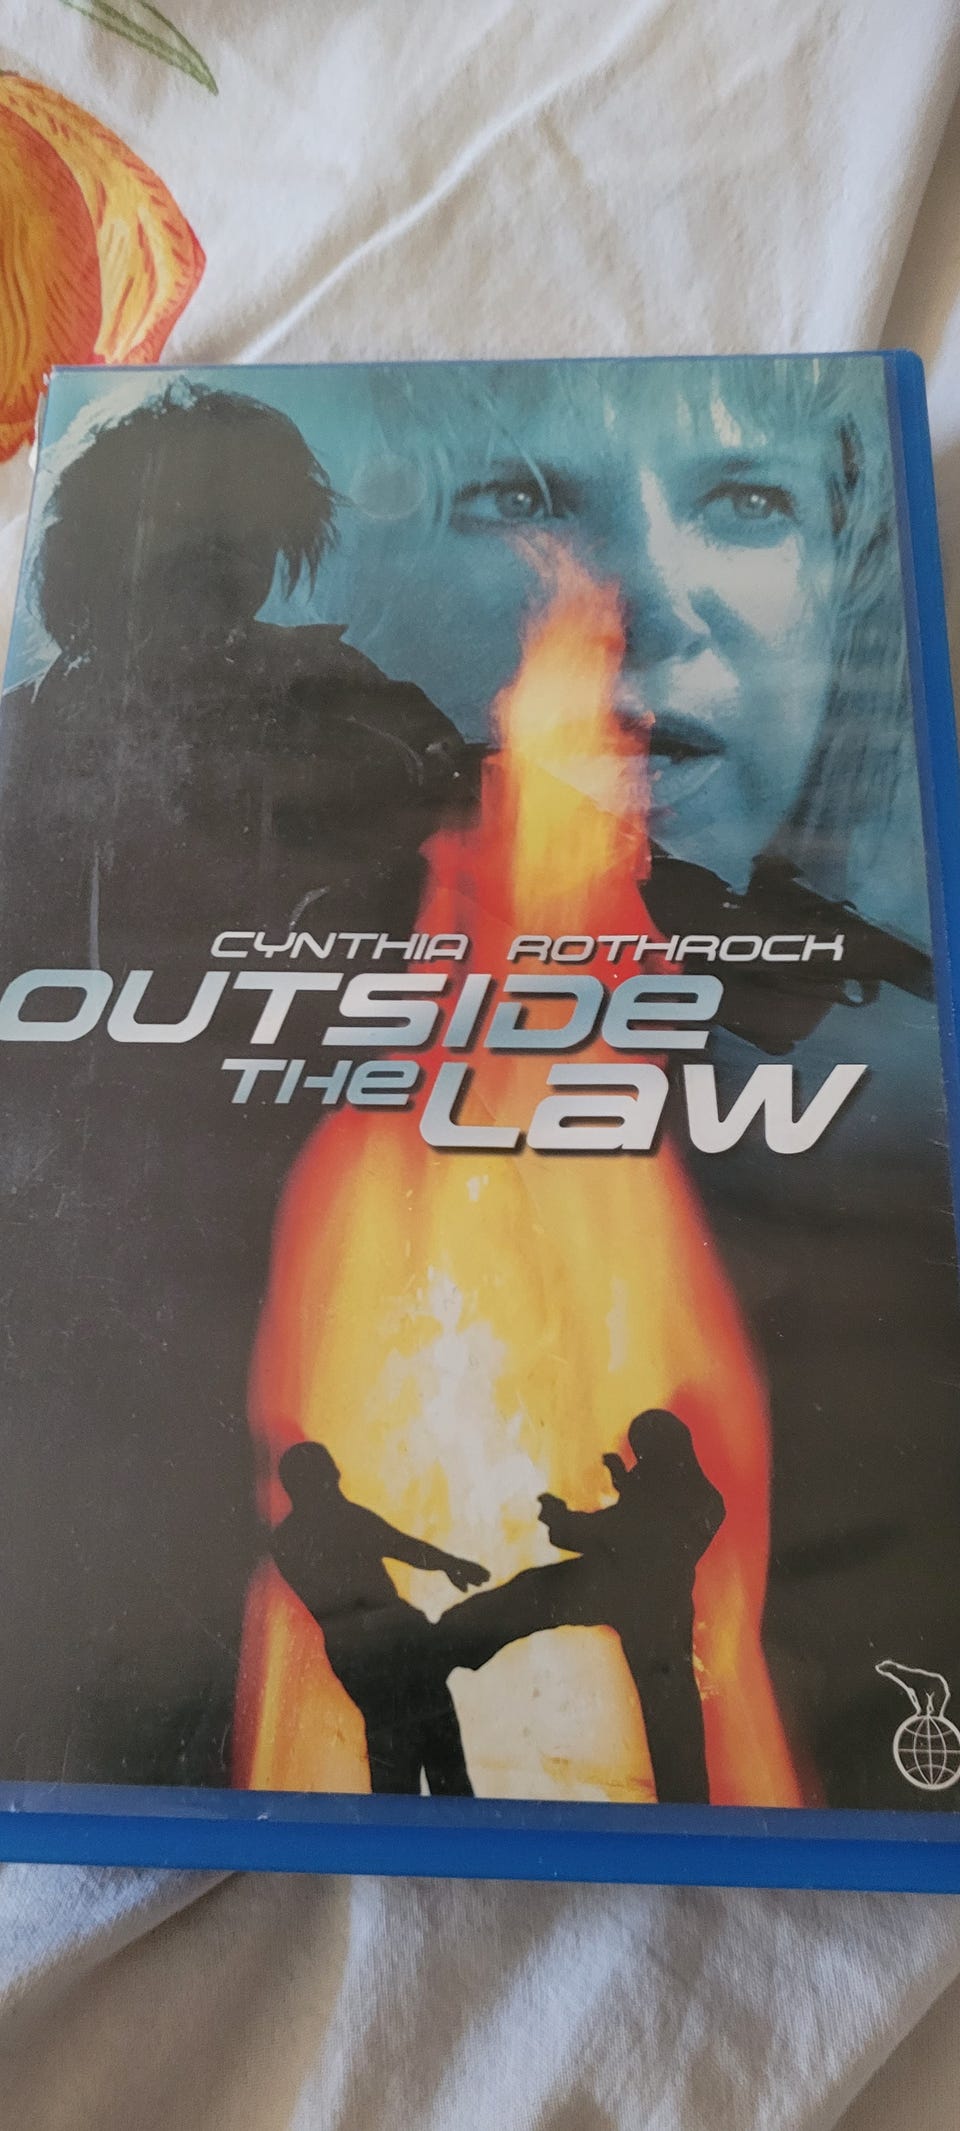 CYNTHIA ROTHROCK
OUTSIDE
THE LAW